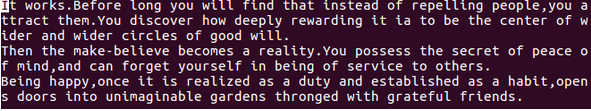 It works.Before long you will find that instead of repelling people,you a
ttract them.You discover how deeply rewarding it ia to be the center of w
ider and wider circles of good will.
Then the make-believe becomes a reality.You possess the secret of peace o
f mind,and can forget yourself in being of service to others.
Being happy,once it is realized as a duty and established as a habit,open
s doors into unimaginable gardens thronged with grateful friends.